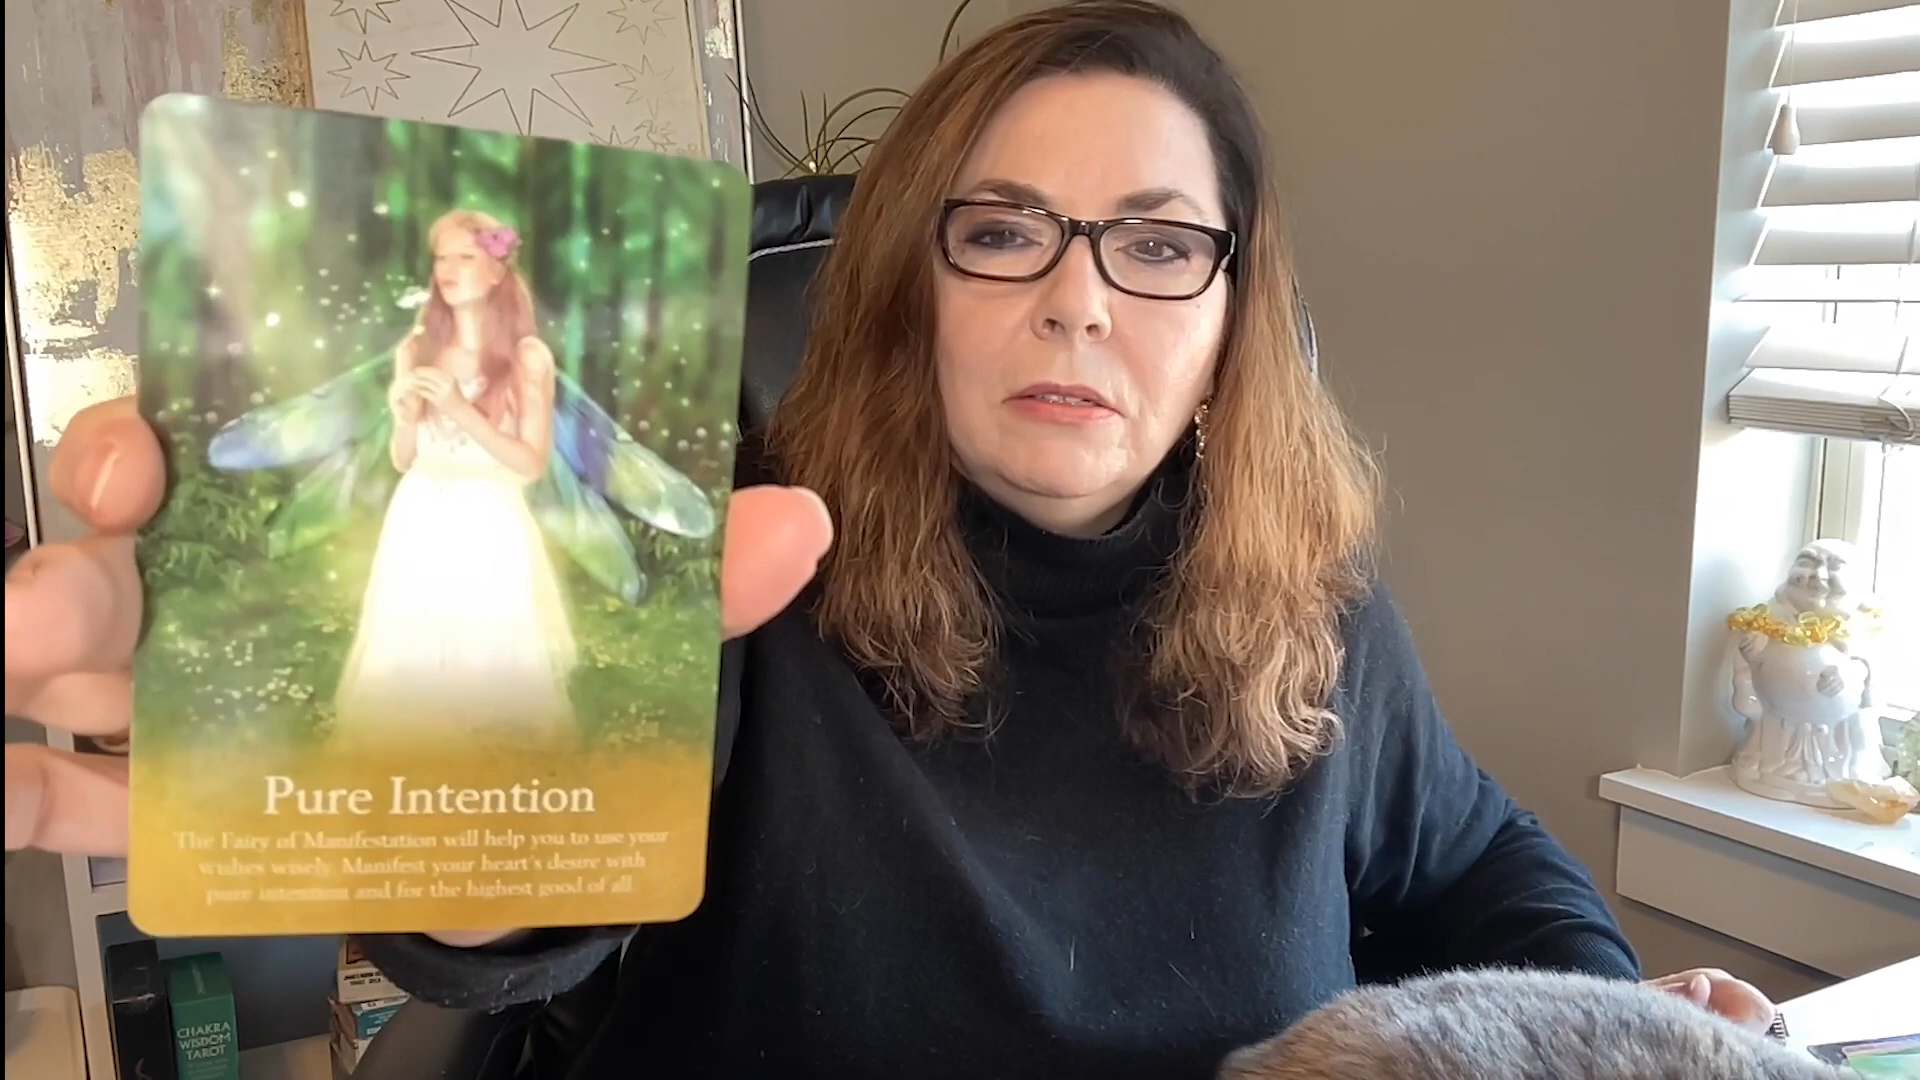 Pure Intention
The Fairy of Manifestation will help you to use your
wishes wisely. Manifest your heart's desire with
pure intention and for the highest good of all
CHAKRA
WISDOM
TAROT